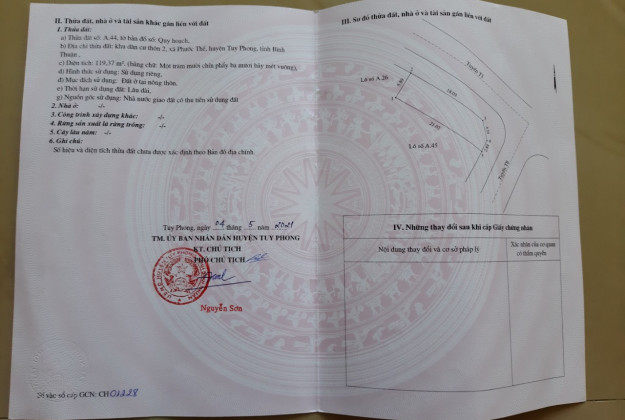 II. Thửa đất, nhà ở và tài sản khác gắn liền với đất
1. Thửa đất:
a) Thửa đất số: A.44, tờ bản đồ số: Quy hoạch,
b) Địa chỉ thửa đất: khu dân cư thôn 2, xã Phước Thể, huyện Tuy Phong, tỉnh Bình
Thuận .
c) Diện tích: 119,37 m², (bằng chữ: Một trăm mười chín phẩy ba mươi bảy mét vuông),
d) Hình thức sử dụng: Sử dụng riêng,
đ) Mục đích sử dụng: Đất ở tại nông thôn,
e) Thời hạn sử dụng đất: Lâu dài,
g) Nguồn gốc sử dụng: Nhà nước giao đất có thu tiền sử dụng đất
2. Nhà ở: -/-
3. Công trình xây dựng khác: -/-
4. Rừng sản xuất là rừng trồng: -/-
5. Cây lâu năm: -/-
6. Ghi chú:
Số hiệu và diện tích thửa đất chưa được xác định theo Bản đồ địa chính.
Tuy Phong, ngày 04 tháng 5 năm 2021
TM. ỦY BAN NHÂN DÂN HUYỆN TUY PHONG
KT. CHỦ TỊCH
PHÓ CHỦ TỊCH
Nguyễn Sơn
Số vào sổ cấp GCN: CH01228
III. Sơ đồ thửa đất, nhà ở và tài sản gắn liền với đất
Lô số A.45
IV. Những thay đổi sau khi cấp Giấy chứng nhận
Nội dung thay đổi và cơ sở pháp lý
Xác nhận của cơ quan
có thẩm quyền